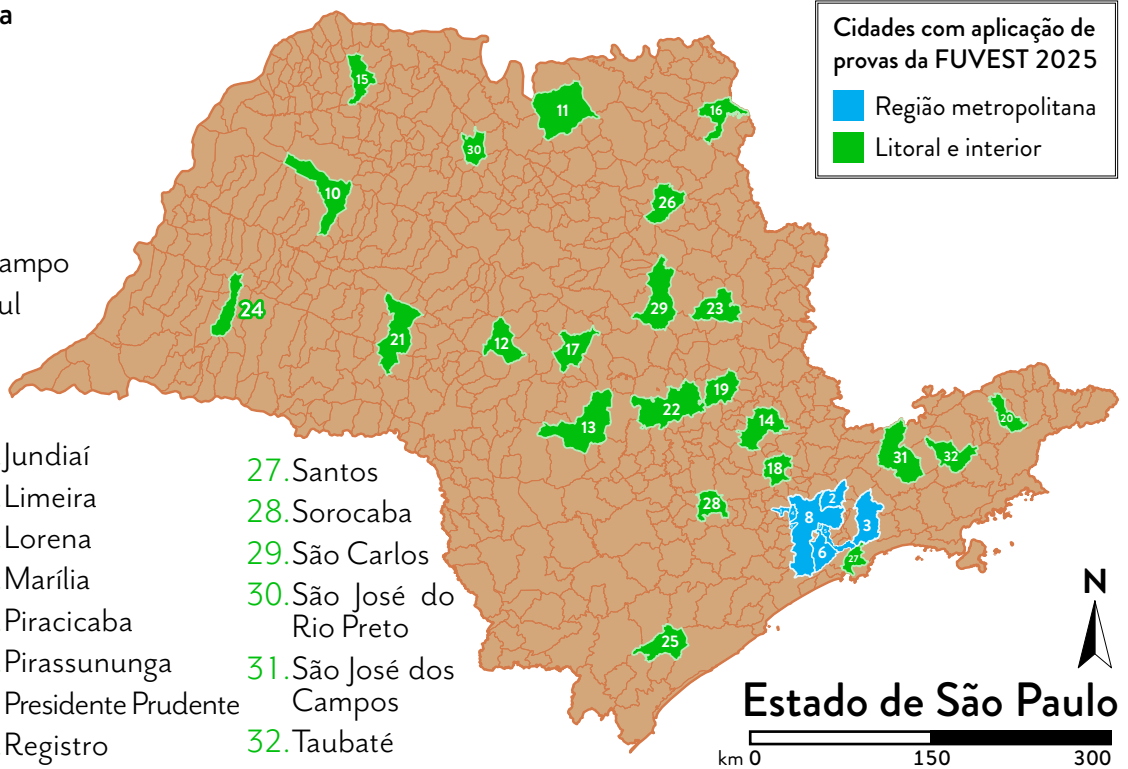 a
Cidades com aplicação de
provas da FUVEST 2025
Região metropolitana
Litoral e interior
15
11
16
30
10
26
ampo
ul
24
29
23
21
12
17
19
22
13
14
20
31
32
18
28
2
8
3
6
27
25
Jundiaí
Limeira
Lorena
Marília
Piracicaba
Pirassununga
Presidente Prudente
Registro
27. Santos
28. Sorocaba
29. São Carlos
30. São José do
Rio Preto
31. São José dos
Campos
32. Taubaté
N
Estado de São Paulo
km 0 150 300